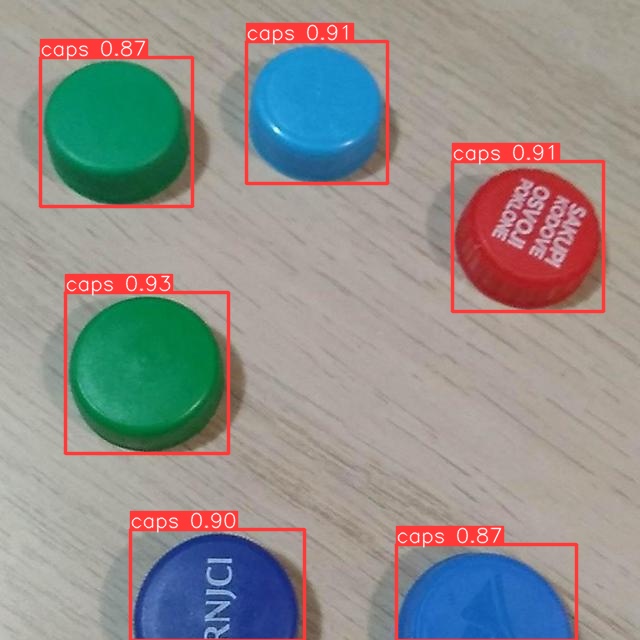 caps 0.87
caps 0.91
caps 0.91
SAKUPI
KODOVE
OSVOJI
POKLONE
caps 0.93
caps 0.90
RNJCI
caps 0.87